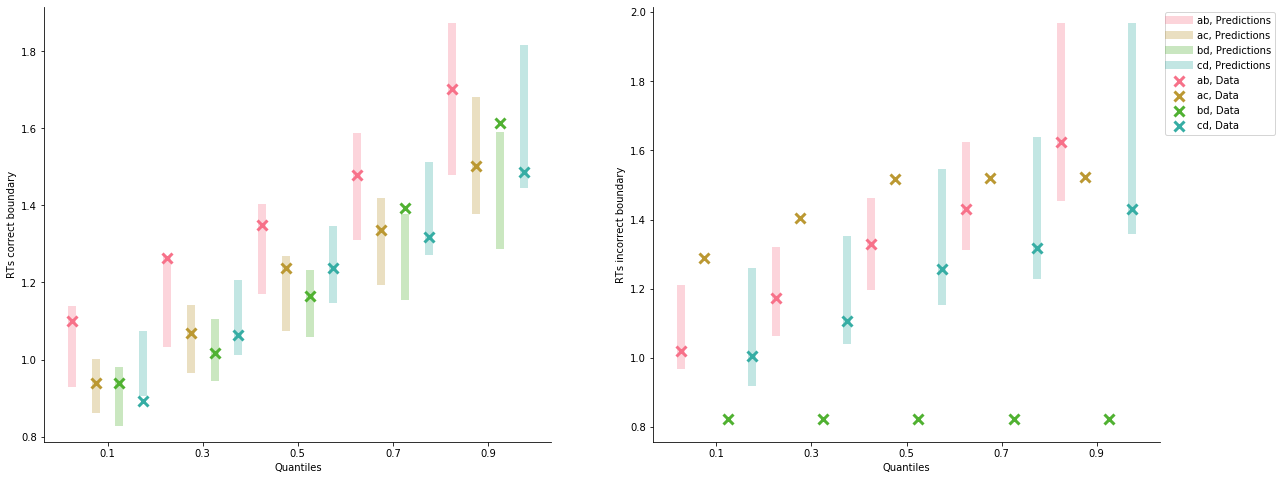 RTs correct boundary
1.8
1.6
1.4
1.2
1.0
0.8
0.1
0.3
0.5
0.7
0.9
Quantiles
RTs incorrect boundary
2.0
1.8
1.6
1.4
1.2
1.0
0.8
0.1
0.3
0.5
0.7
0.9
Quantiles
ab, Predictions
ac, Predictions
bd, Predictions
cd, Predictions
ab, Data
ac, Data
bd, Data
cd, Data